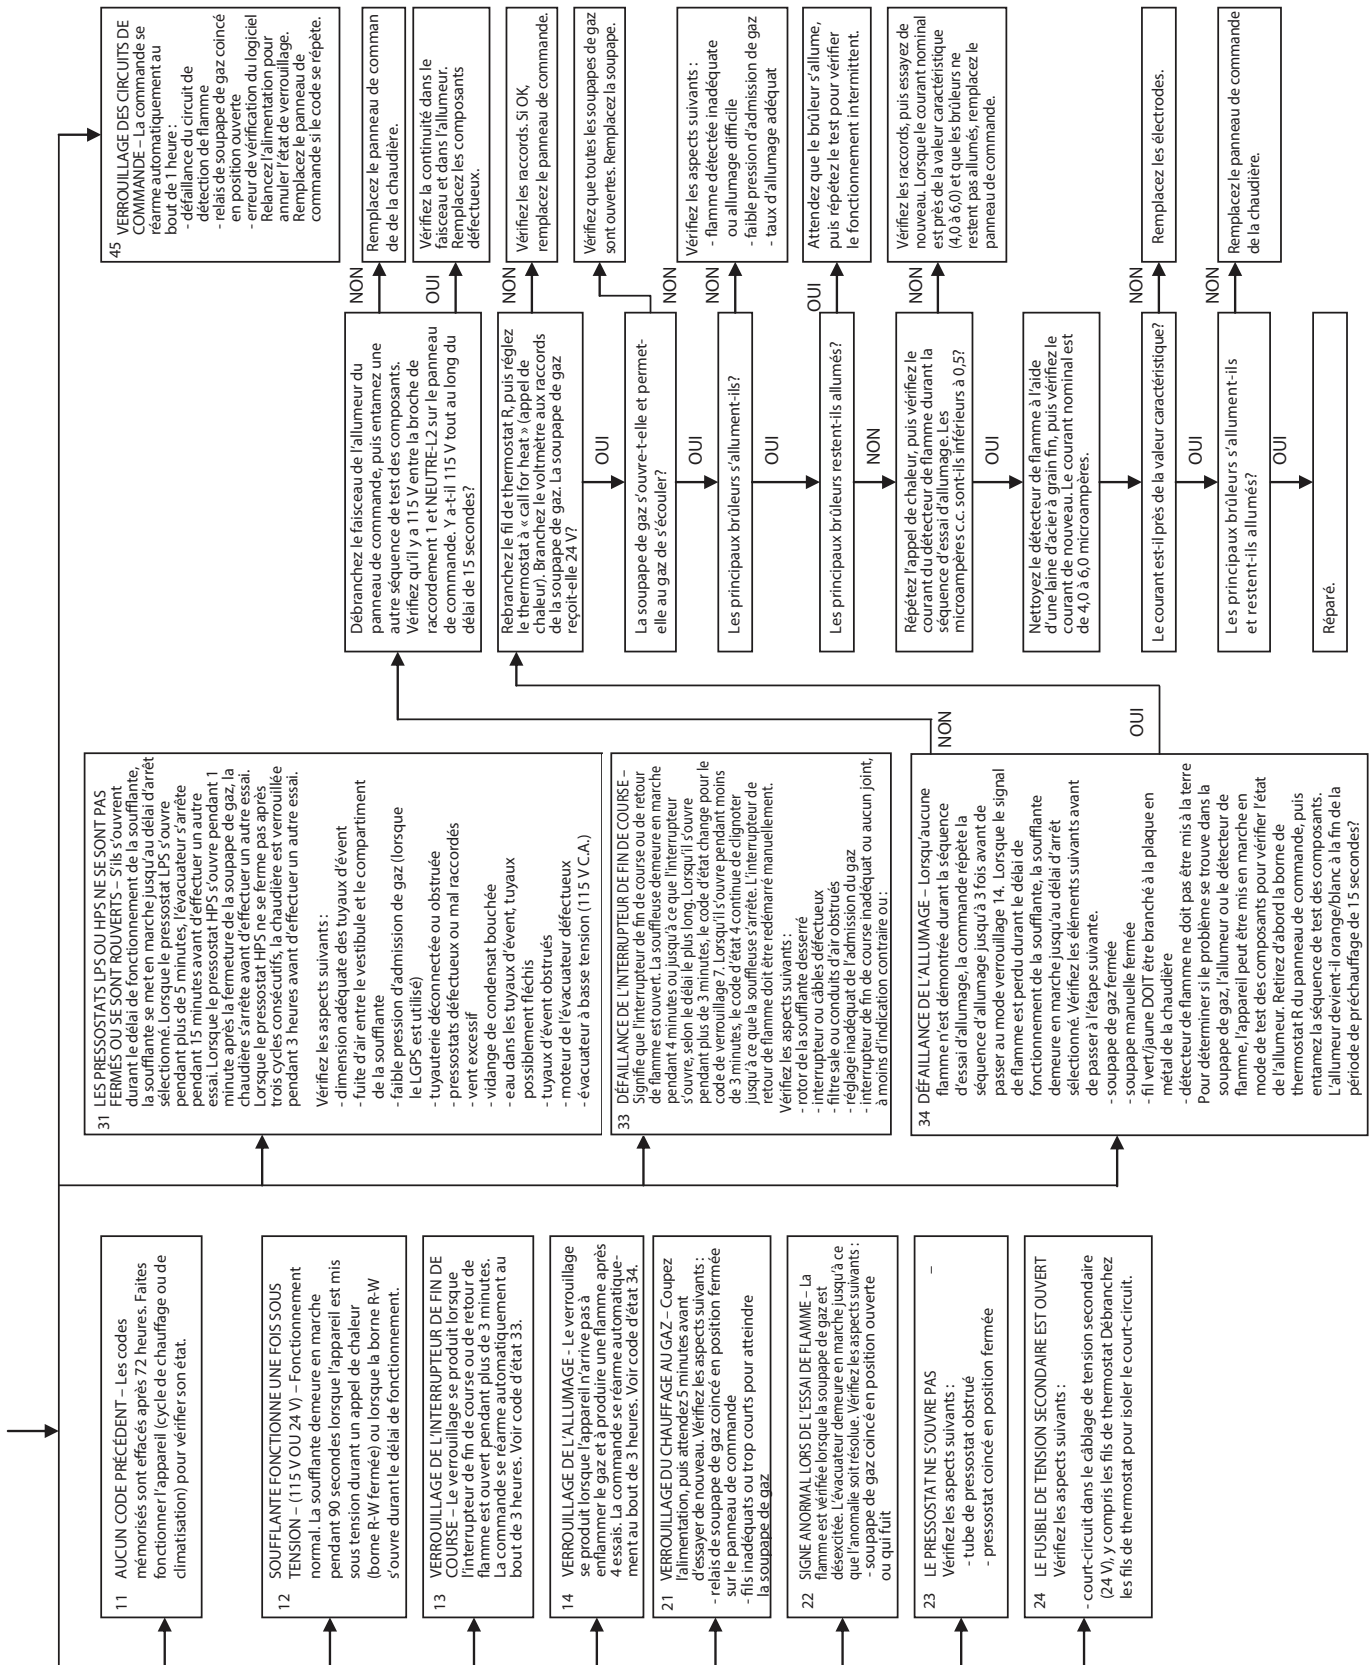 11 AUCUN CODE PRÉCÉDENT – Les codes
mémorisés sont effacés après 72 heures. Faites
fonctionner l'appareil (cycle de chauffage ou de
climatisation) pour vérifier son état.
12 SOUFFLANTE FONCTIONNE UNE FOIS SOUS
TENSION – (115 V OU 24 V) – Fonctionnement
normal. La soufflante demeure en marche
pendant 90 secondes lorsque l'appareil est mis
sous tension durant un appel de chaleur
(borne R-W fermée) ou lorsque la borne R-W
s'ouvre durant le délai de fonctionnement.
13 VERROUILLAGE DE L'INTERRUPTEUR DE FIN DE
COURSE – Le verrouillage se produit lorsque
l'interrupteur de fin de course ou de retour de
flamme est ouvert pendant plus de 3 minutes.
La commande se réarme automatiquement au
bout de 3 heures. Voir code d'état 33.
14 VERROUILLAGE DE L'ALLUMAGE - Le verrouillage
se produit lorsque l'appareil n'arrive pas à
enflammer le gaz et à produire une flamme après
4 essais. La commande se réarme automatique-
ment au bout de 3 heures. Voir code d'état 34.
21 VERROUILLAGE DU CHAUFFAGE AU GAZ – Coupez
l'alimentation, puis attendez 5 minutes avant
d'essayer de nouveau. Vérifiez les aspects suivants :
- relais de soupape de gaz coincé en position fermée
sur le panneau de commande
- fils inadéquats ou trop courts pour atteindre
la soupape de gaz
22 SIGNE ANORMAL LORS DE L'ESSAI DE FLAMME – La
flamme est vérifiée lorsque la soupape de gaz est
désexcitée. L'évacuateur demeure en marche jusqu'à ce
que l'anomalie soit résolue. Vérifiez les aspects suivants :
- soupape de gaz coincé en position ouverte
ou qui fuit
23 LE PRESSOSTAT NE S'OUVRE PAS –
Vérifiez les aspects suivants :
- tube de pressostat obstrué
- pressostat coincé en position fermée
24 LE FUSIBLE DE TENSION SECONDAIRE EST OUVERT
Vérifiez les aspects suivants :
- court-circuit dans le câblage de tension secondaire
(24 V), y compris les fils de thermostat Débranchez
les fils de thermostat pour isoler le court-circuit.
31 LES PRESSOSTATS LPS OU HPS NE SE SONT PAS
FERMÉS OU SE SONT ROUVERTS – S'ils s'ouvrent
durant le délai de fonctionnement de la soufflante,
la soufflante se met en marche jusqu'au délai d'arrêt
sélectionné. Lorsque le pressostat LPS s'ouvre
pendant plus de 5 minutes, l'évacuateur s'arrête
pendant 15 minutes avant d'effectuer un autre
essai. Lorsque le pressostat HPS s'ouvre pendant 1
minute après la fermeture de la soupape de gaz, la
chaudière s'arrête avant d'effectuer un autre essai.
Lorsque le pressostat HPS ne se ferme pas après
trois cycles consécutifs, la chaudière est verrouillée
pendant 3 heures avant d'effectuer un autre essai.
Vérifiez les aspects suivants :
- dimension adéquate des tuyaux d'évent
- fuite d'air entre le vestibule et le compartiment
de la soufflante
- faible pression d'admission de gaz (lorsque
le LGPS est utilisé)
- tuyauterie déconnectée ou obstruée
- pressostats défectueux ou mal raccordés
- vent excessif
- vidange de condensat bouchée
- eau dans les tuyaux d'évent, tuyaux
possiblement fléchis
- tuyaux d'évent obstrués
- moteur de l'évacuateur défectueux
- évacuateur à basse tension (115 V C.A.)
33 DÉFAILLANCE DE L'INTERRUPTEUR DE FIN DE COURSE –
Signifie que l'interrupteur de fin de course ou de retour
de flamme est ouvert. La souffleuse demeure en marche
pendant 4 minutes ou jusqu'à ce que l'interrupteur
s'ouvre, selon le délai le plus long. Lorsqu'il s'ouvre
pendant plus de 3 minutes, le code d'état change pour le
code de verrouillage 7. Lorsqu'il s'ouvre pendant moins
de 3 minutes, le code d'état 4 continue de clignoter
jusqu'à ce que la souffleuse s'arrête. L'interrupteur de
retour de flamme doit être redémarré manuellement.
Vérifiez les aspects suivants :
- rotor de la soufflante desserré
- interrupteur ou câbles défectueux
- filtre sale ou conduits d'air obstrués
- réglage inadéquat de l'admission du gaz
- interrupteur de fin de course inadéquat ou aucun joint,
à moins d'indication contraire ou :
34 DÉFAILLANCE DE L'ALLUMAGE – Lorsqu'aucune
flamme n'est démontrée durant la séquence
d'essai d'allumage, la commande répète la
séquence d'allumage jusqu'à 3 fois avant de
passer au mode verrouillage 14. Lorsque le signal
de flamme est perdu durant le délai de
fonctionnement de la soufflante, la soufflante
demeure en marche jusqu'au délai d'arrêt
sélectionné. Vérifiez les éléments suivants avant
de passer à l'étape suivante.
- soupape de gaz fermée
- soupape manuelle fermée
- fil vert/jaune DOIT être branché à la plaque en
métal de la chaudière
- détecteur de flamme ne doit pas être mis à la terre
Pour déterminer si le problème se trouve dans la
soupape de gaz, l'allumeur ou le détecteur de
flamme, l'appareil peut être mis en marche en
mode de test des composants pour vérifier l'état
de l'allumeur. Retirez d'abord la borne de
thermostat R du panneau de commande, puis
entamez la séquence de test des composants.
L'allumeur devient-il orange/blanc à la fin de la
période de préchauffage de 15 secondes?
NON
OUI
Débranchez le faisceau de l'allumeur du
panneau de commande, puis entamez une
autre séquence de test des composants.
Vérifiez qu'il y a 115 V entre la broche de
raccordement 1 et NEUTRE-L2 sur le panneau
de commande. Y a-t-il 115 V tout au long du
délai de 15 secondes?
NON
OUI
Rebranchez le fil de thermostat R, puis réglez
le thermostat à « call for heat » (appel de
chaleur). Branchez le voltmètre aux raccords
de la soupape de gaz. La soupape de gaz
reçoit-elle 24 V?
NON
OUI
La soupape de gaz s'ouvre-t-elle et permet-
elle au gaz de s'écouler?
NON
OUI
Les principaux brûleurs s'allument-ils?
NON
OUI
Les principaux brûleurs restent-ils allumés?
OUI
NON
Répétez l'appel de chaleur, puis vérifiez le
courant du détecteur de flamme durant la
séquence d'essai d'allumage. Les
microampères c.c. sont-ils inférieurs à 0,5?
NON
OUI
Nettoyez le détecteur de flamme à l'aide
d'une laine d'acier à grain fin, puis vérifiez le
courant de nouveau. Le courant nominal est
de 4,0 à 6,0 microampères.
Le courant est-il près de la valeur caractéristique?
NON
OUI
Les principaux brûleurs s'allument-ils
et restent-ils allumés?
NON
OUI
Réparé.
45 VERROUILLAGE DES CIRCUITS DE
COMMANDE – La commande se
réarme automatiquement au
bout de 1 heure :
- défaillance du circuit de
détection de flamme
- relais de soupape de gaz coincé
en position ouverte
- erreur de vérification du logiciel
Relancez l'alimentation pour
annuler l'état de verrouillage.
Remplacez le panneau de
commande si le code se répète.
Remplacez le panneau de comman
de de la chaudière.
Vérifiez la continuité dans le
faisceau et dans l'allumeur.
Remplacez les composants
défectueux.
Vérifiez les raccords. Si OK,
remplacez le panneau de commande.
Vérifiez que toutes les soupapes de gaz
sont ouvertes. Remplacez la soupape.
Vérifiez les aspects suivants :
- flamme détectée inadéquate
ou allumage difficile
- faible pression d'admission de gaz
- taux d'allumage adéquat
Attendez que le brûleur s'allume,
puis répétez le test pour vérifier
le fonctionnement intermittent.
Vérifiez les raccords, puis essayez de
nouveau. Lorsque le courant nominal
est près de la valeur caractéristique
(4,0 à 6,0) et que les brûleurs ne
restent pas allumés, remplacez le
panneau de commande.
Remplacez les électrodes.
Remplacez le panneau de commande
de la chaudière.